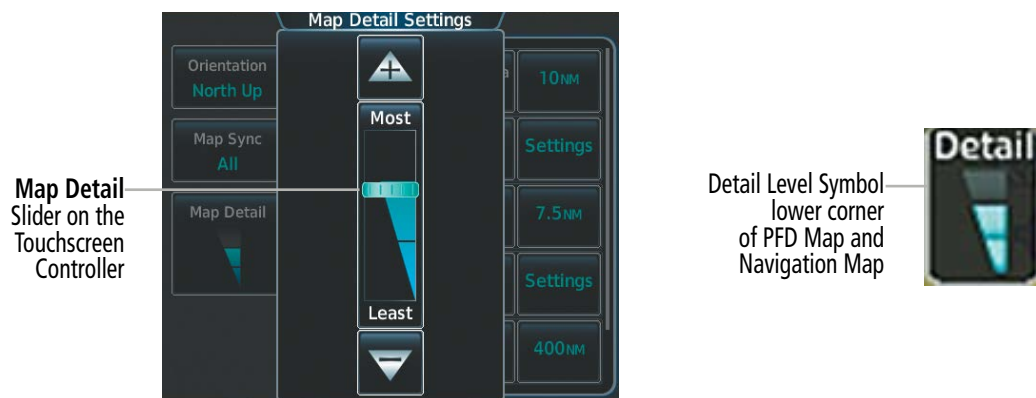 Map Detail Settings
Orientation
North Up
Map Sync
All
Map Detail
Most
Least
a
10NM
Settings
7.5NM
Settings
400NM
Map Detail
Slider on the
Touchscreen
Controller
Detail Level Symbol
lower corner
of PFD Map and
Navigation Map
Detail